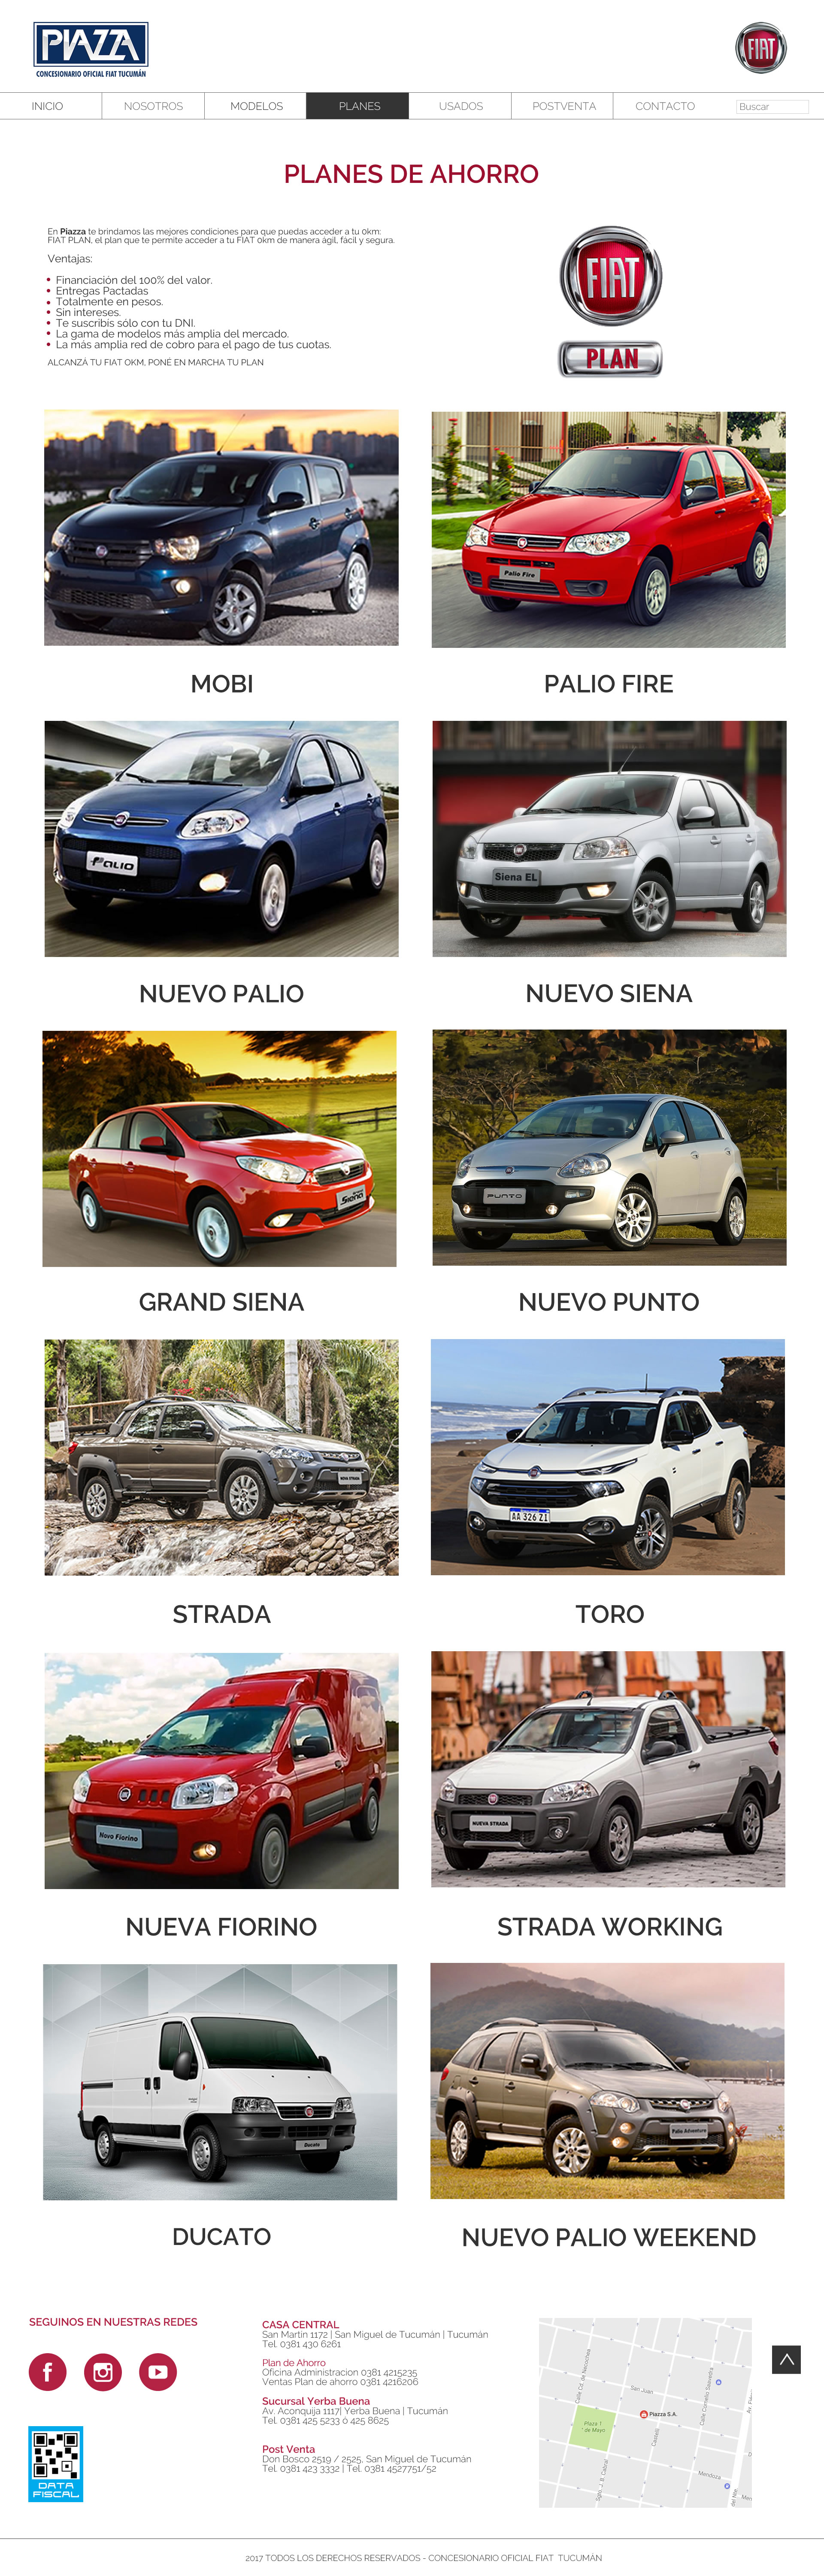 PIAZZA
CONCESIONARIO OFICIAL FIAT TUCUMÁN
FIAT
INICIO
NOSOTROS
MODELOS
PLANES
USADOS
POSTVENTA
CONTACTO
Buscar
PLANES DE AHORRO
En Piazza te brindamos las mejores condiciones para que puedas acceder a tu 0km:
FIAT PLAN, el plan que te permite acceder a tu FIAT 0km de manera ágil, fácil y segura.
Ventajas:
Financiación del 100% del valor.
Entregas Pactadas
Totalmente en pesos.
Sin intereses.
Te suscribís sólo con tu DNI.
La gama de modelos más amplia del mercado.
La más amplia red de cobro para el pago de tus cuotas.
ALCANZÁ TU FIAT 0KM, PONÉ EN MARCHA TU PLAN
FIAT
PLAN
Palio Fire
MOBI
PALIO FIRE
Palio
Siena EL
NUEVO PALIO
NUEVO SIENA
Siena
PUNTO
GRAND SIENA
NUEVO PUNTO
NOVA STRADA
AA 326 ZI
STRADA
TORO
Novo Fiorino
NUEVA STRADA
NUEVA FIORINO
STRADA WORKING
Ducato
Palio Adventure
DUCATO
NUEVO PALIO WEEKEND
SEGUINOS EN NUESTRAS REDES
DATA
FISCAL
CASA CENTRAL
San Martin 1172 | San Miguel de Tucumán | Tucumán
Tel. 0381 430 6261
Plan de Ahorro
Oficina Administracion 0381 4215235
Ventas Plan de ahorro 0381 4216206
Sucursal Yerba Buena
Av. Aconquija 1117| Yerba Buena | Tucumán
Tel. 0381 425 5233 ó 425 8625
Post Venta
Don Bosco 2519 / 2525, San Miguel de Tucumán
Tel. 0381 423 3332 | Tel. 0381 4527751/52
San Juan
Piazza S.A.
Plaza 1
° de Mayo
Castelli
Mendoza
2017 TODOS LOS DERECHOS RESERVADOS - CONCESIONARIO OFICIAL FIAT TUCUMÁN